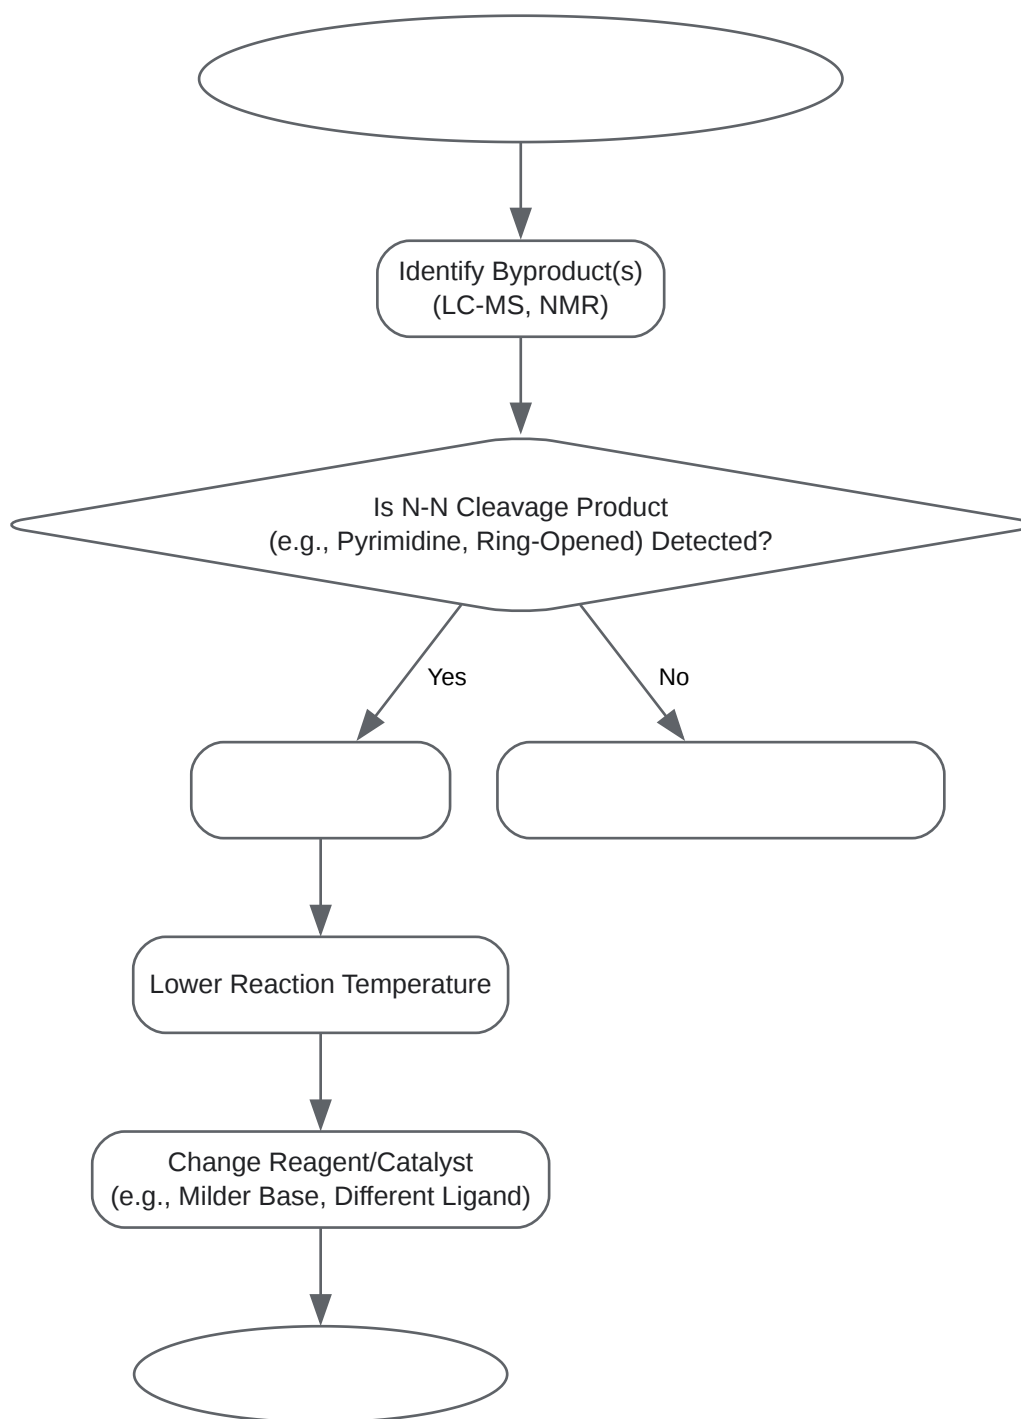 Identify Byproduct(s)
(LC-MS, NMR)
Is N-N Cleavage Product
(e.g., Pyrimidine, Ring-Opened) Detected?
Yes
No
Lower Reaction Temperature
Change Reagent/Catalyst
(e.g., Milder Base, Different Ligand)